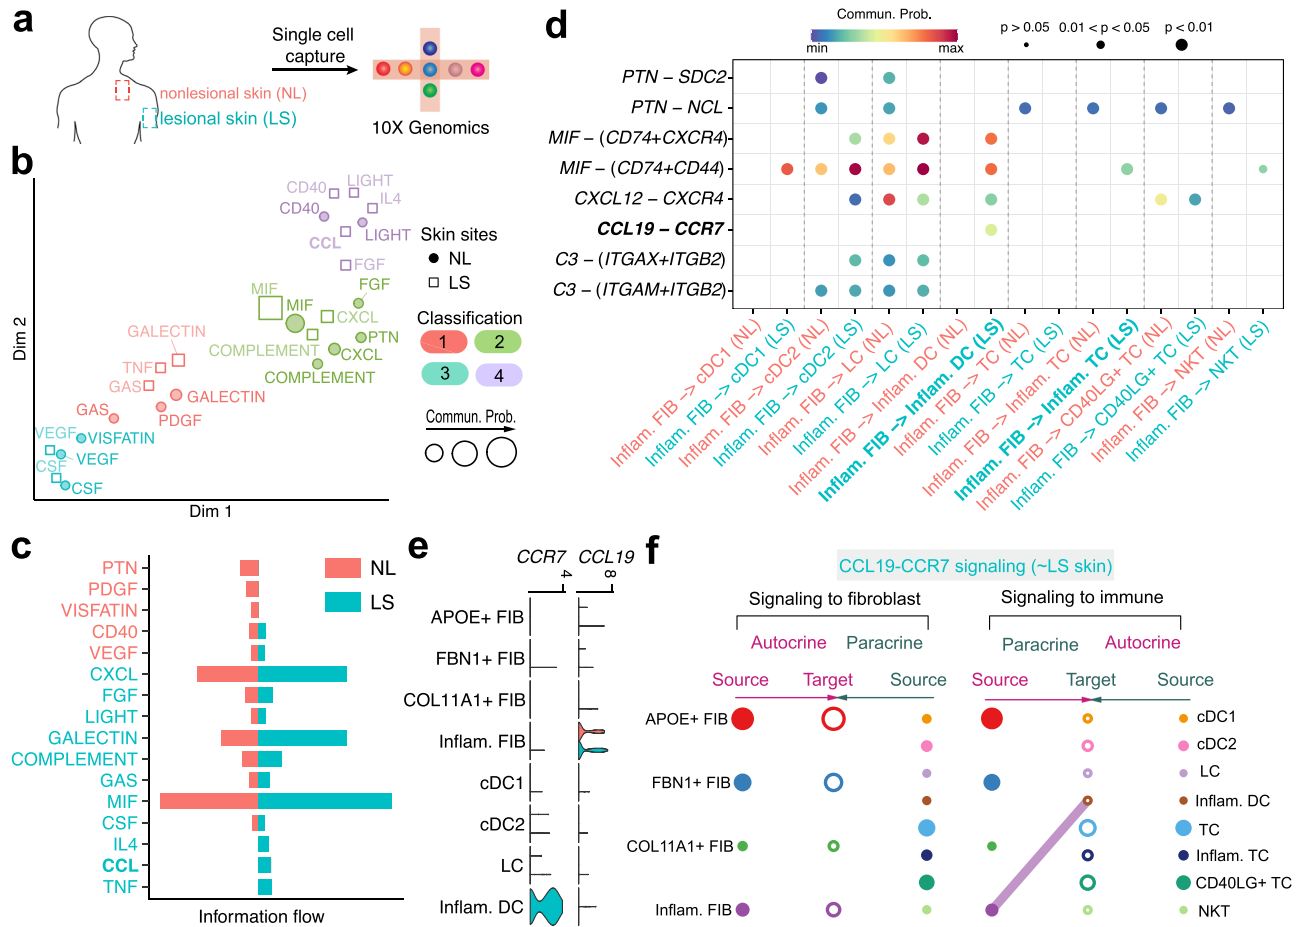 a
Single cell
capture
nonlesional skin (NL)
lesional skin (LS)
10X Genomics
b
Dim 2
Dim 1
CD40
LIGHT
IL4
CD40
LIGHT
CCL
FGF
FGF
MIF
MIF
CXCL
PTN
COMPLEMENT
CXCL
COMPLEMENT
GALECTIN
TNF
GAS
GALECTIN
PDGF
GAS
VEGF
VISFATIN
VEGF
CSF
CSF
Skin sites
NL
LS
Classification
1
2
3
4
Commun. Prob.
c
PTN
PDGF
VISFATIN
CD40
VEGF
CXCL
FGF
LIGHT
GALECTIN
COMPLEMENT
GAS
MIF
CSF
IL4
CCL
TNF
NL
LS
Information flow
d
Commun. Prob.
min
max
p > 0.05
0.01 < p < 0.05
p < 0.01
PTN – SDC2
PTN – NCL
MIF – (CD74+CXCR4)
MIF – (CD74+CD44)
CXCL12 – CXCR4
CCL19 – CCR7
C3 – (ITGAX+ITGB2)
C3 – (ITGAM+ITGB2)
Inflam. FIB –> cDC1 (NL)
Inflam. FIB –> cDC1 (LS)
Inflam. FIB –> cDC2 (NL)
Inflam. FIB –> cDC2 (LS)
Inflam. FIB –> LC (NL)
Inflam. FIB –> LC (LS)
Inflam. FIB –> Inflam. DC (NL)
Inflam. FIB –> Inflam. DC (LS)
Inflam. FIB –> TC (NL)
Inflam. FIB –> TC (LS)
Inflam. FIB –> Inflam. TC (NL)
Inflam. FIB –> Inflam. TC (LS)
Inflam. FIB –> CD40LG+ TC (NL)
Inflam. FIB –> CD40LG+ TC (LS)
Inflam. FIB –> NKT (NL)
Inflam. FIB –> NKT (LS)
e
CCR7
CCL19
4
8
APOE+ FIB
FBN1+ FIB
COL11A1+ FIB
Inflam. FIB
cDC1
cDC2
LC
Inflam. DC
f
CCL19-CCR7 signaling (~LS skin)
Signaling to fibroblast
Signaling to immune
Autocrine
Paracrine
Paracrine
Autocrine
Source
Target
Source
Source
Target
Source
APOE+ FIB
FBN1+ FIB
COL11A1+ FIB
Inflam. FIB
cDC1
cDC2
LC
Inflam. DC
TC
Inflam. TC
CD40LG+ TC
NKT